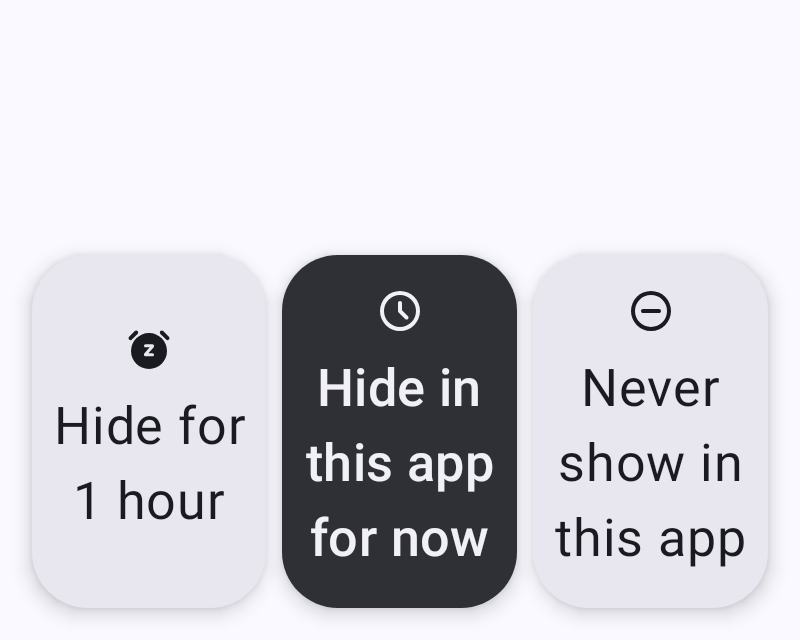 Hide for
1 hour
Hide in
this app
for now
Never
show in
this app